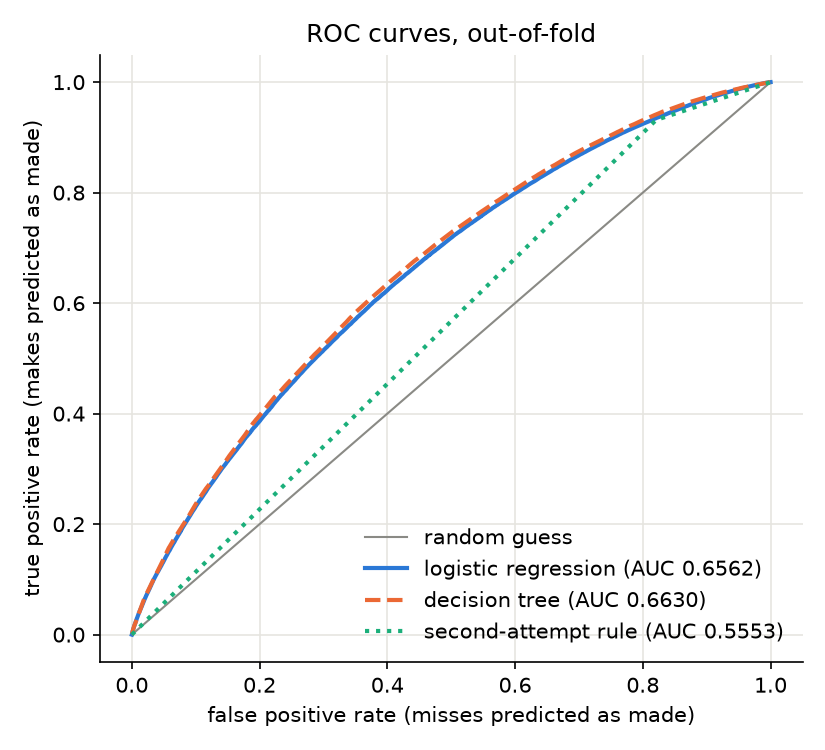 ROC curves, out-of-fold
true positive rate (makes predicted as made)
1.0
0.8
0.6
0.4
0.2
0.0
random guess
logistic regression (AUC 0.6562)
decision tree (AUC 0.6630)
second-attempt rule (AUC 0.5553)
0.0 0.2 0.4 0.6 0.8 1.0
false positive rate (misses predicted as made)